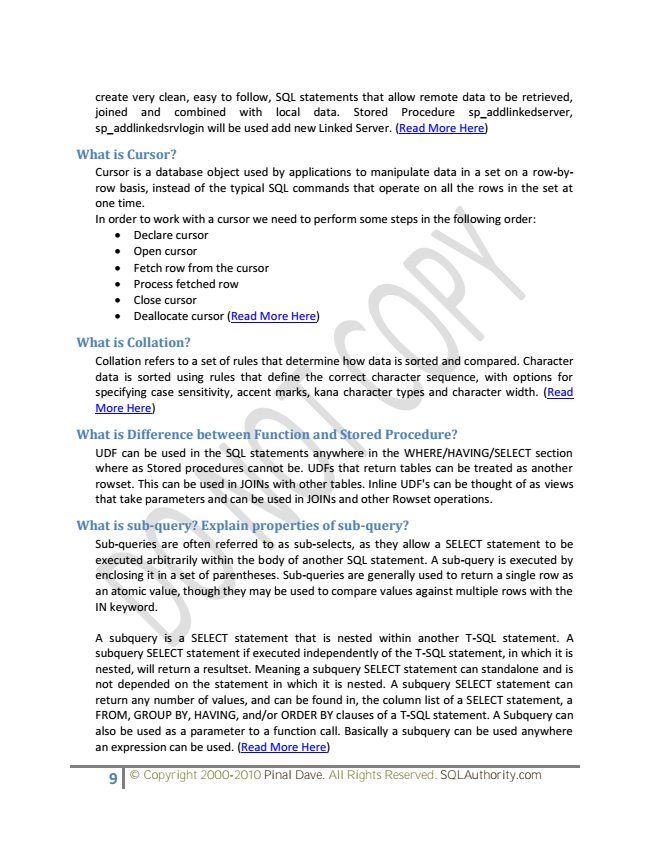 create very clean, easy to follow, SQL statements that allow remote data to be retrieved,
joined and combined with local data. Stored Procedure sp_addlinkedserver,
sp_addlinkedsrvlogin will be used add new Linked Server. (Read More Here)
What is Cursor?
Cursor is a database object used by applications to manipulate data in a set on a row-by-
row basis, instead of the typical SQL commands that operate on all the rows in the set at
one time.
In order to work with a cursor we need to perform some steps in the following order:
• Declare cursor
• Open cursor
• Fetch row from the cursor
• Process fetched row
• Close cursor
• Deallocate cursor (Read More Here)
What is Collation?
Collation refers to a set of rules that determine how data is sorted and compared. Character
data is sorted using rules that define the correct character sequence, with options for
specifying case sensitivity, accent marks, kana character types and character width. (Read
More Here)
What is Difference between Function and Stored Procedure?
UDF can be used in the SQL statements anywhere in the WHERE/HAVING/SELECT section
where as Stored procedures cannot be. UDFs that return tables can be treated as another
rowset. This can be used in JOINs with other tables. Inline UDF's can be thought of as views
that take parameters and can be used in JOINs and other Rowset operations.
What is sub-query? Explain properties of sub-query?
Sub-queries are often referred to as sub-selects, as they allow a SELECT statement to be
executed arbitrarily within the body of another SQL statement. A sub-query is executed by
enclosing it in a set of parentheses. Sub-queries are generally used to return a single row as
an atomic value, though they may be used to compare values against multiple rows with the
IN keyword.
A subquery is a SELECT statement that is nested within another T-SQL statement. A
subquery SELECT statement if executed independently of the T-SQL statement, in which it is
nested, will return a resultset. Meaning a subquery SELECT statement can standalone and is
not depended on the statement in which it is nested. A subquery SELECT statement can
return any number of values, and can be found in, the column list of a SELECT statement, a
FROM, GROUP BY, HAVING, and/or ORDER BY clauses of a T-SQL statement. A Subquery can
also be used as a parameter to a function call. Basically a subquery can be used anywhere
an expression can be used. (Read More Here)
DO NOT COPY
9 © Copyright 2000-2010 Pinal Dave. All Rights Reserved. SQLAuthority.com